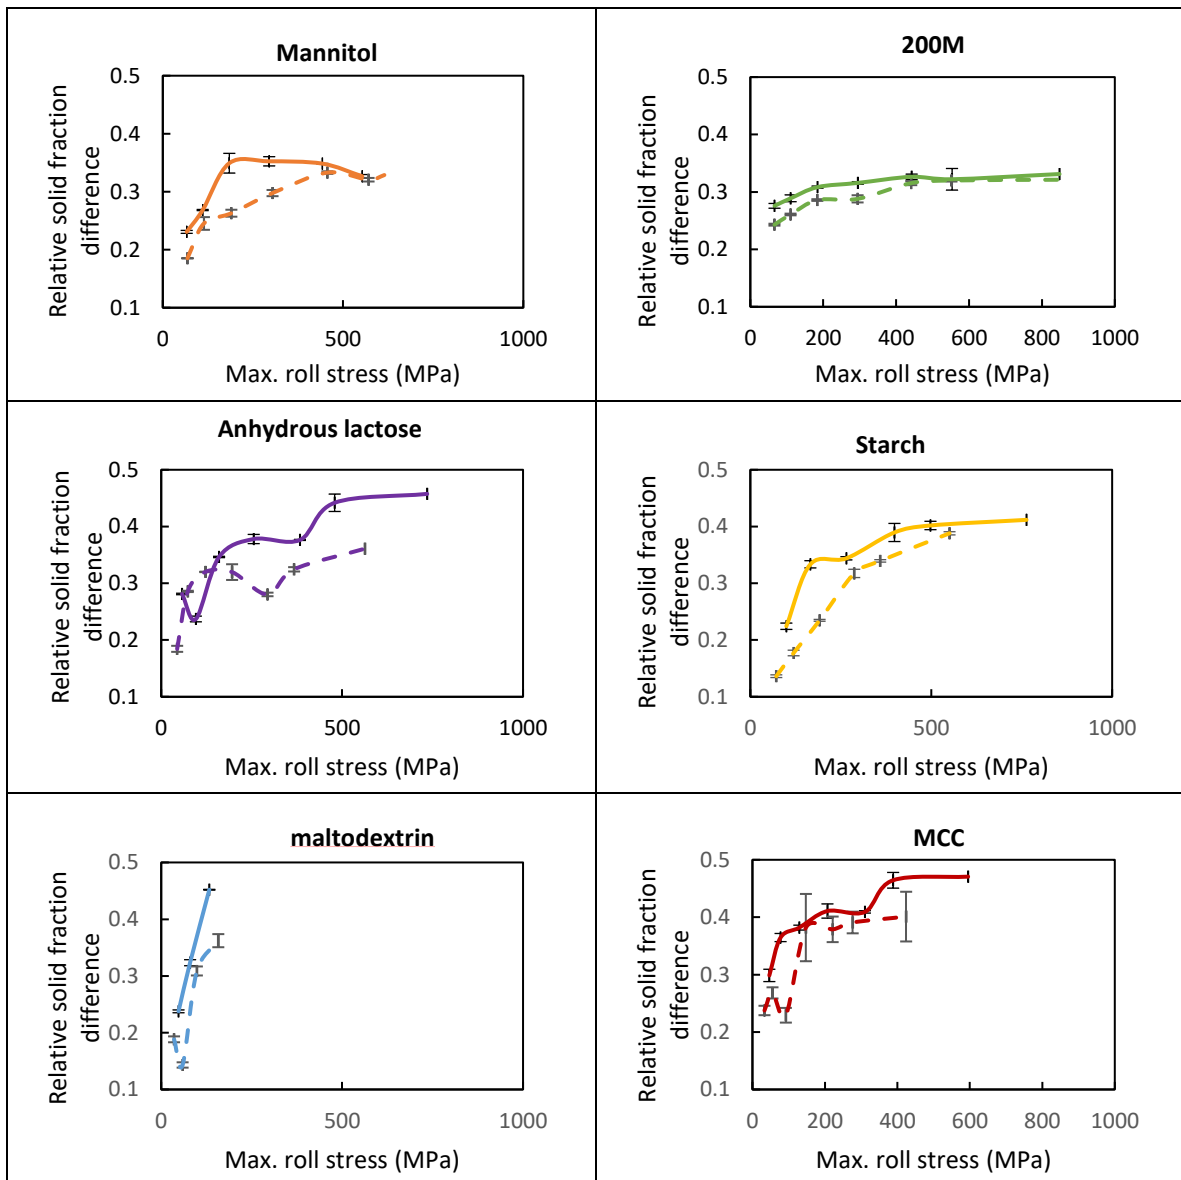 Mannitol
0.5
0.4
0.3
0.2
0.1
0
500
1000
Relative solid fraction
difference
Max. roll stress (MPa)
200M
0.5
0.4
0.3
0.2
0.1
0
200
400
600
800
1000
Relative solid fraction
difference
Max. roll stress (MPa)
Anhydrous lactose
0.5
0.4
0.3
0.2
0.1
0
500
1000
Relative solid fraction
difference
Max. roll stress (MPa)
Starch
0.5
0.4
0.3
0.2
0.1
0
500
1000
Relative solid fraction
difference
Max. roll stress (MPa)
maltodextrin
0.5
0.4
0.3
0.2
0.1
0
500
1000
Relative solid fraction
difference
Max. roll stress (MPa)
MCC
0.5
0.4
0.3
0.2
0.1
0
200
400
600
800
1000
Relative solid fraction
difference
Max. roll stress (MPa)